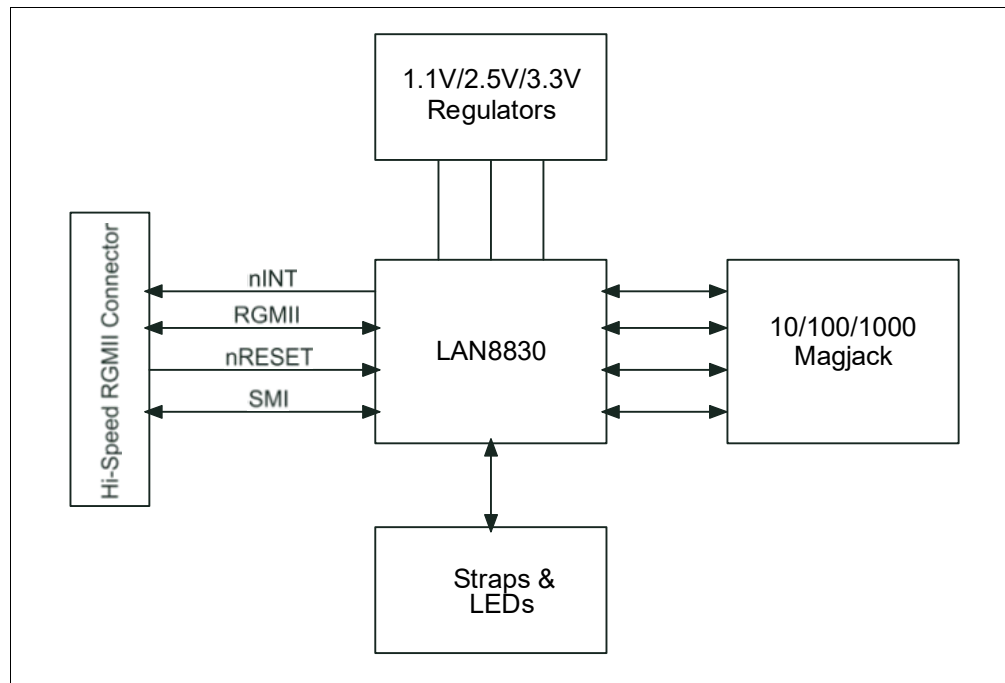 1.1V/2.5V/3.3V
Regulators
Hi-Speed RGMII Connector
nINT
RGMII
nRESET
SMI
LAN8830
10/100/1000
Magjack
Straps &
LEDs